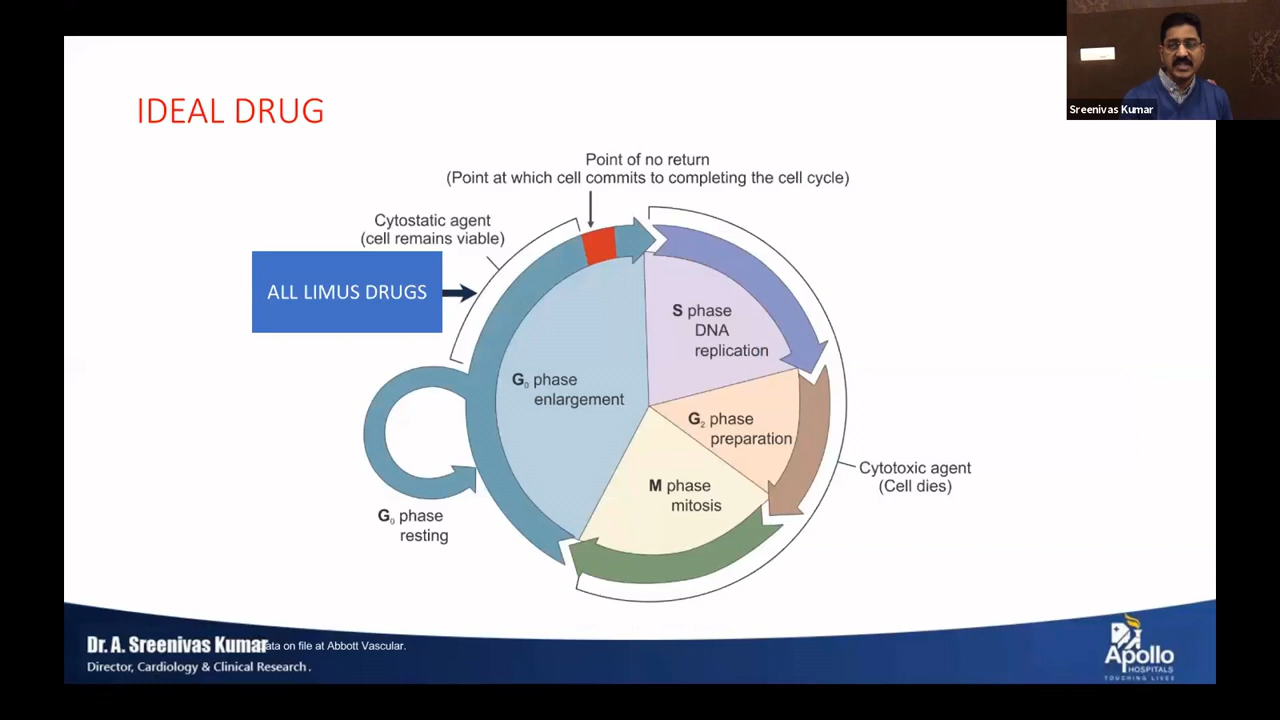 IDEAL DRUG
Sreenivas Kumar
Point of no return
(Point at which cell commits to completing the cell cycle)
Cytostatic agent
(cell remains viable)
ALL LIMUS DRUGS
S phase
DNA
replication
G₀ phase
enlargement
G₂ phase
preparation
M phase
mitosis
Cytotoxic agent
(Cell dies)
G₀ phase
resting
Dr. A. Sreenivas Kumar
ata on file at Abbott Vascular.
Director, Cardiology & Clinical Research .
Apollo
HOSPITALS
TOUCHING LIVES